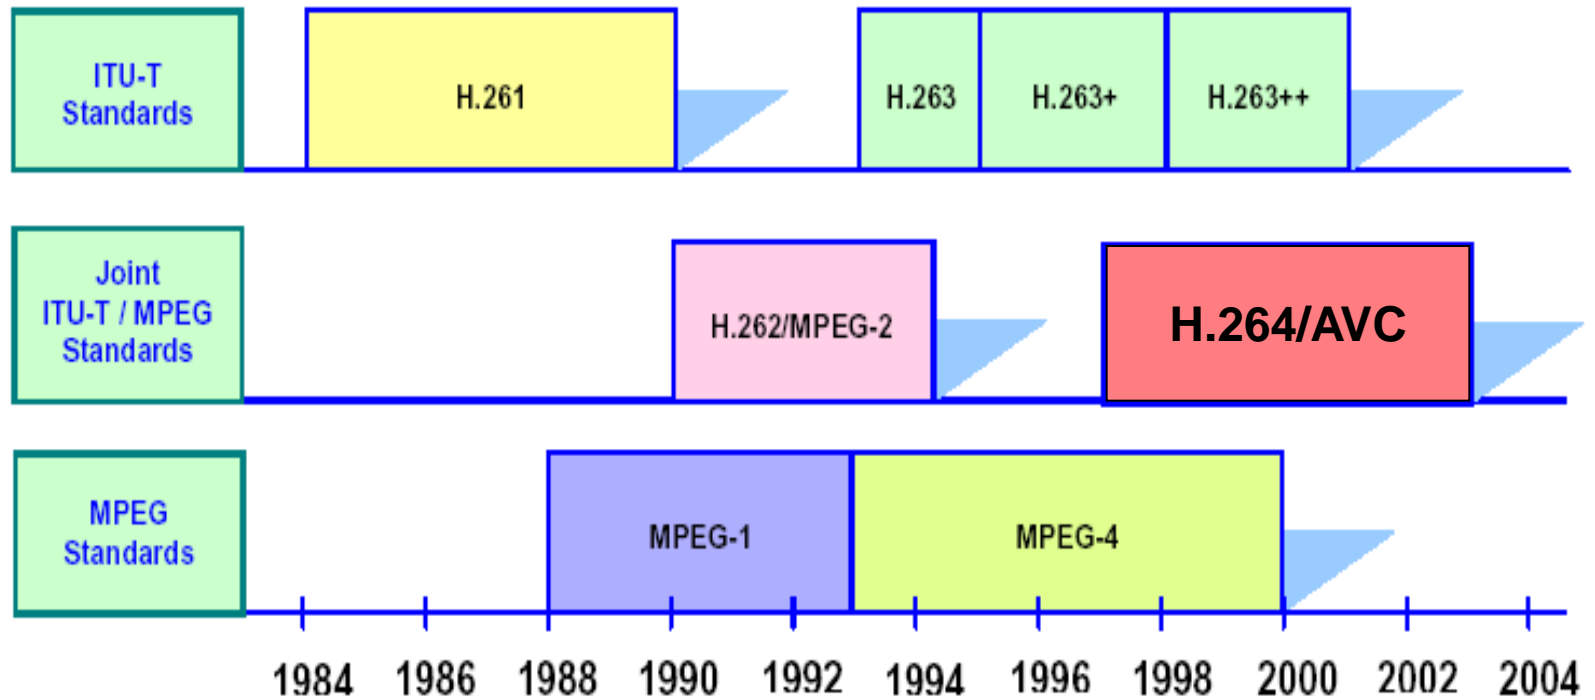 ITU-T
Standards
H.261
H.263
H.263+
H.263++
Joint
ITU-T / MPEG
Standards
H.262/MPEG-2
H.264/AVC
MPEG
Standards
MPEG-1
MPEG-4
1984 1986 1988 1990 1992 1994 1996 1998 2000 2002 2004